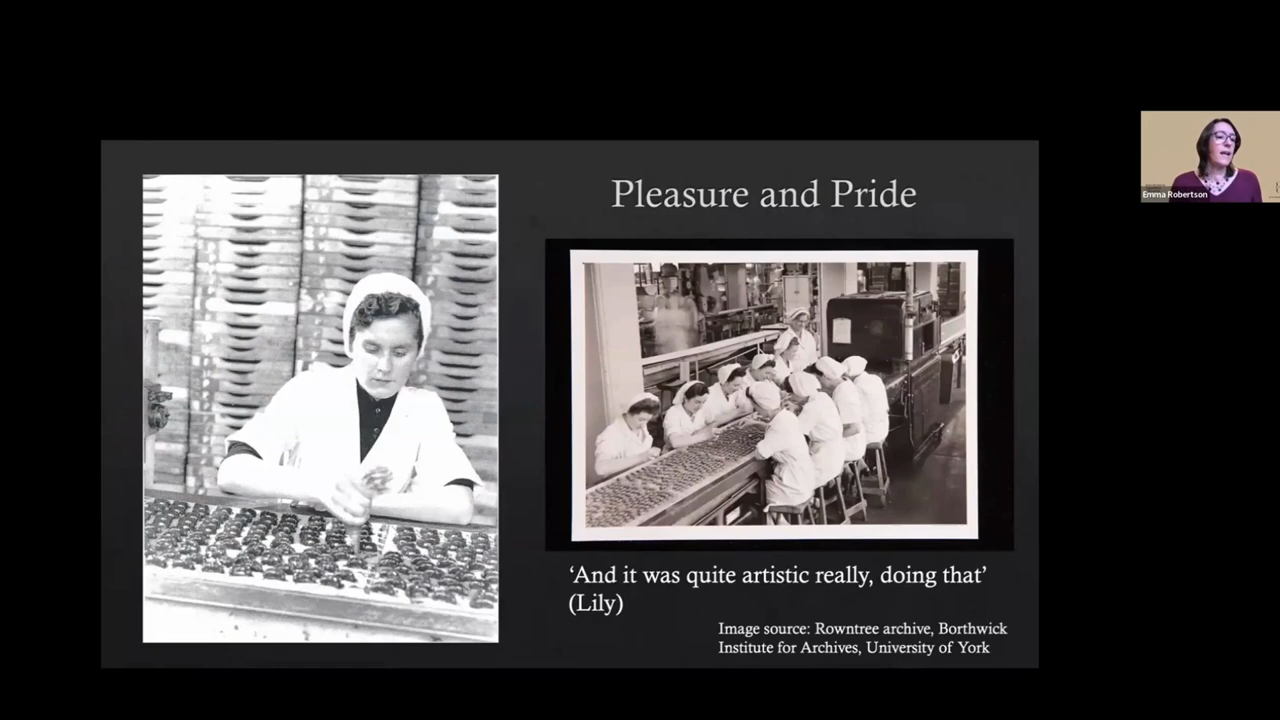 Pleasure and Pride
Emma Robertson
‘And it was quite artistic really, doing that’
(Lily)
Image source: Rowntree archive, Borthwick
Institute for Archives, University of York